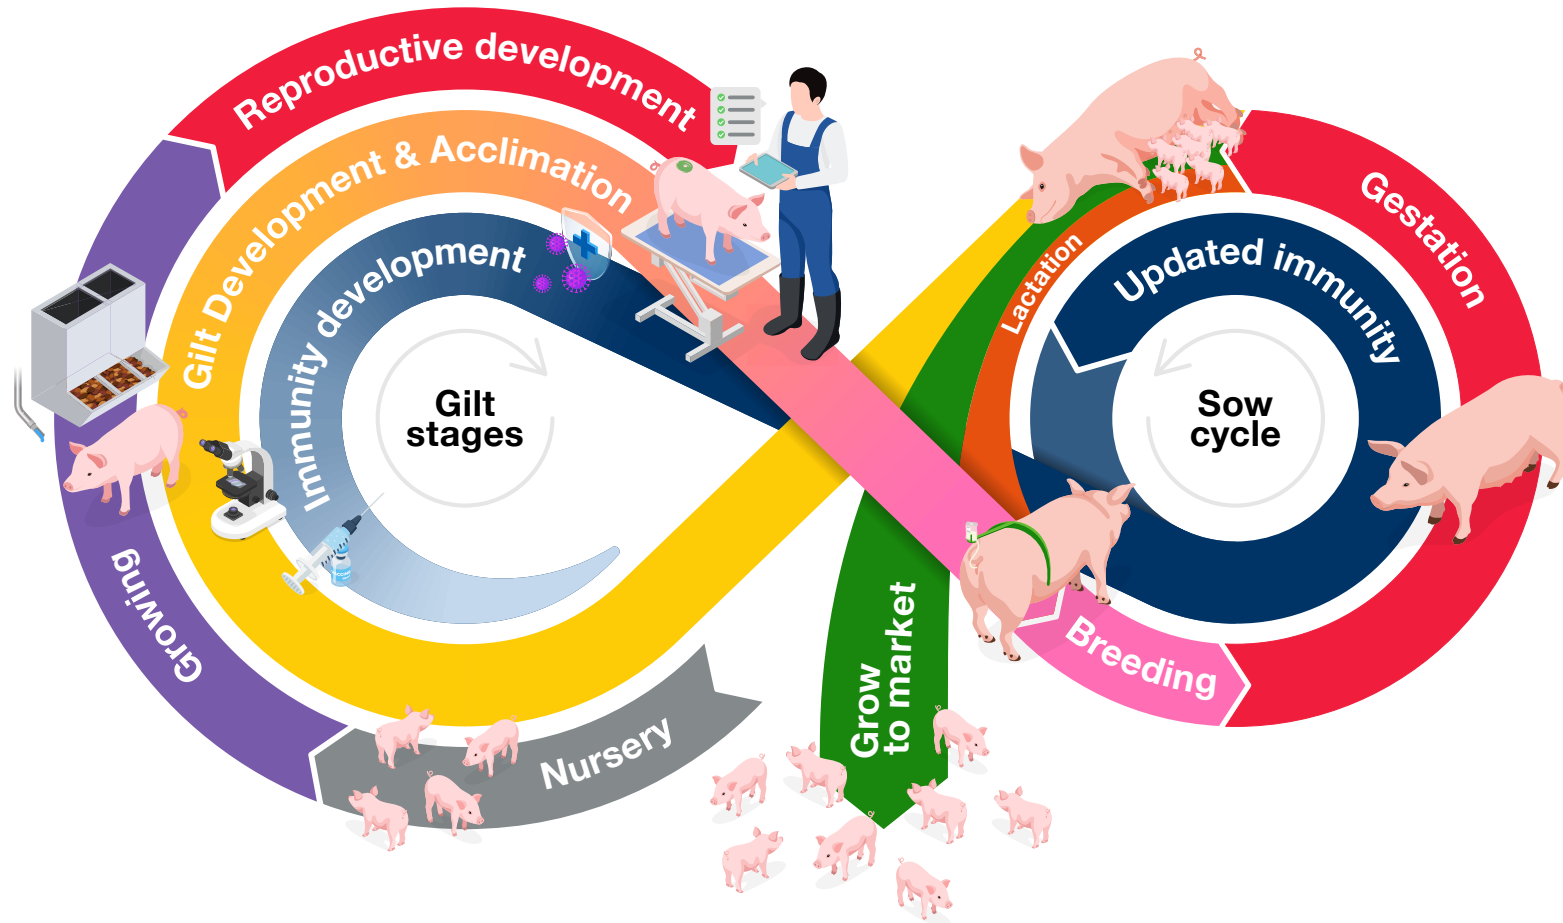 Reproductive development
Gilt Development & Acclimation
Immunity development
Gilt
stages
Growing
Nursery
Grow
to market
Lactation
Gestation
Updated immunity
Sow
cycle
Breeding